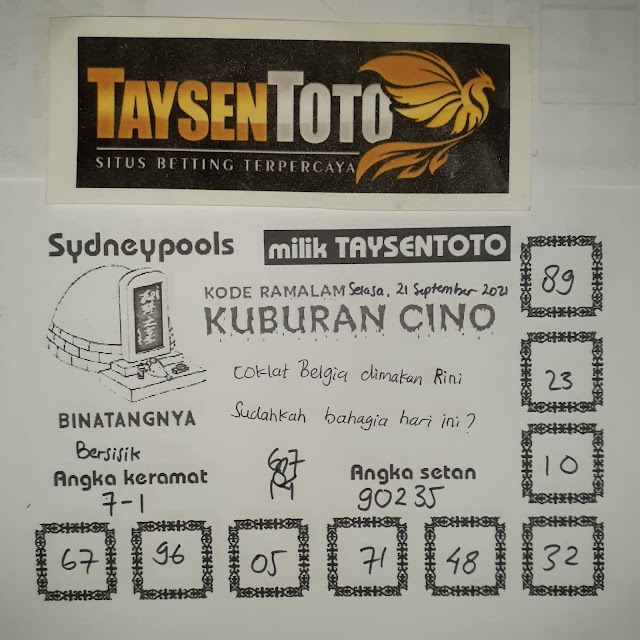 TAYSENTOTO
SITUS BETTING TERPERCAYA
Sydneypools
milik TAYSENTOTO
KODE RAMALAM Selasa, 21 September 2021
KUBURAN CINO
Coklat Belgia dimakan Rini
Sudahkah bahagia hari ini?
BINATANGNYA
Bersisik
Angka keramat
7-1
Angka setan
90235
89
23
10
67
96
05
71
48
32